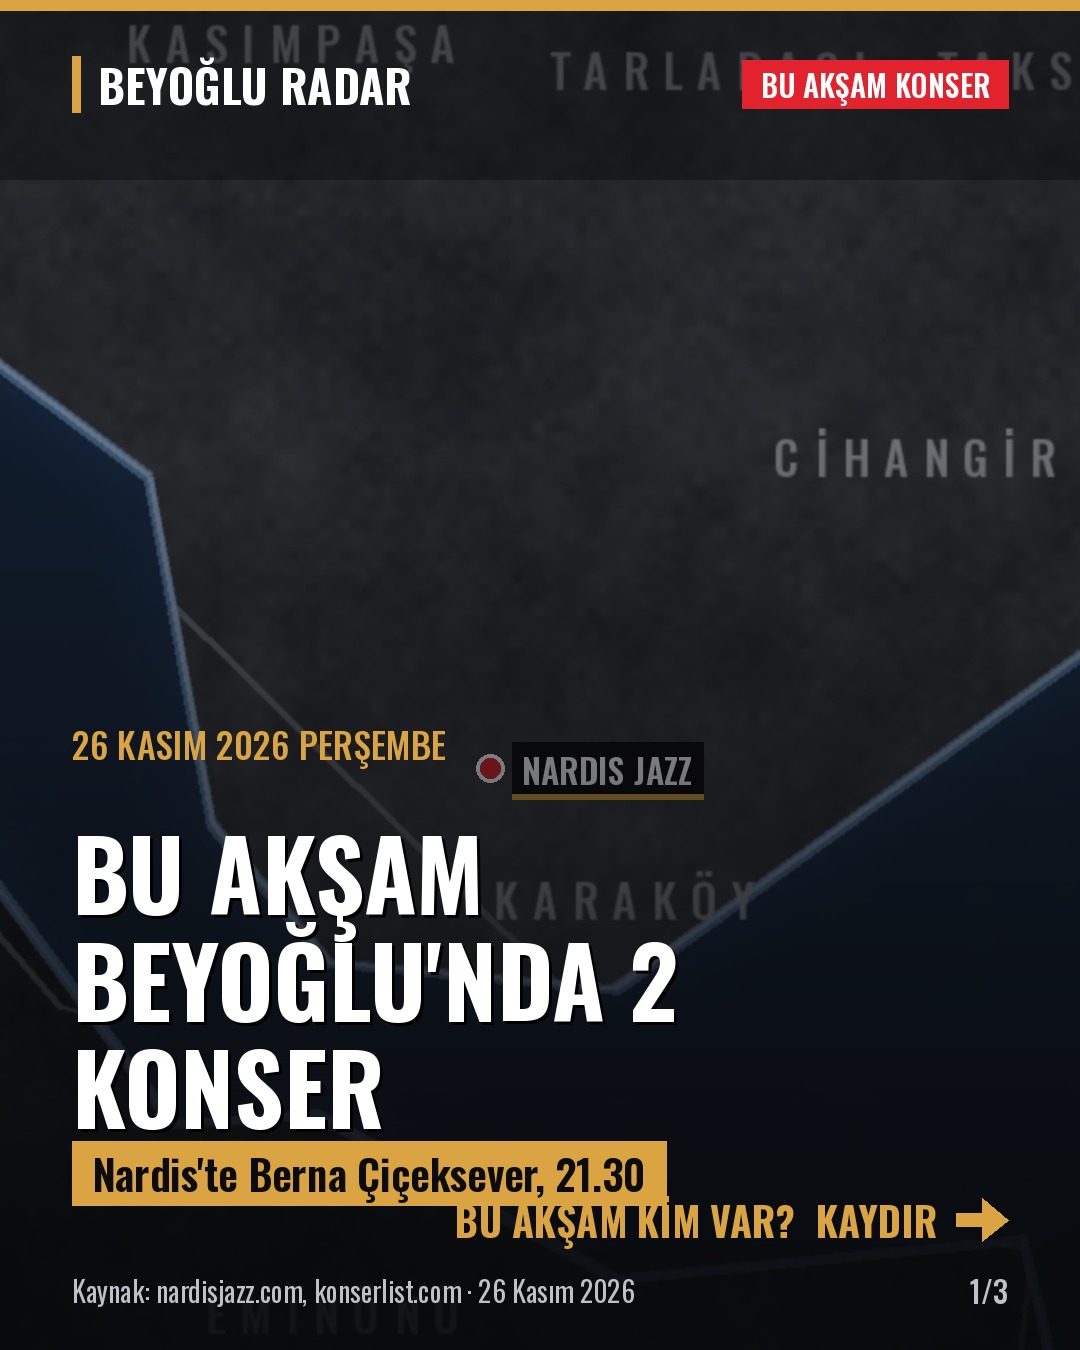 KASIMPAŞA
BEYOĞLU RADAR
BU AKŞAM KONSER
CİHANGİR
26 KASIM 2026 PERŞEMBE
NARDIS JAZZ
KARAKÖY
BU AKŞAM
BEYOĞLU'NDA 2
KONSER
Nardis'te Berna Çiçeksever, 21.30
BU AKŞAM KİM VAR? KAYDIR
Kaynak: nardisjazz.com, konserlist.com · 26 Kasım 2026
1/3
EMİNÖNÜ